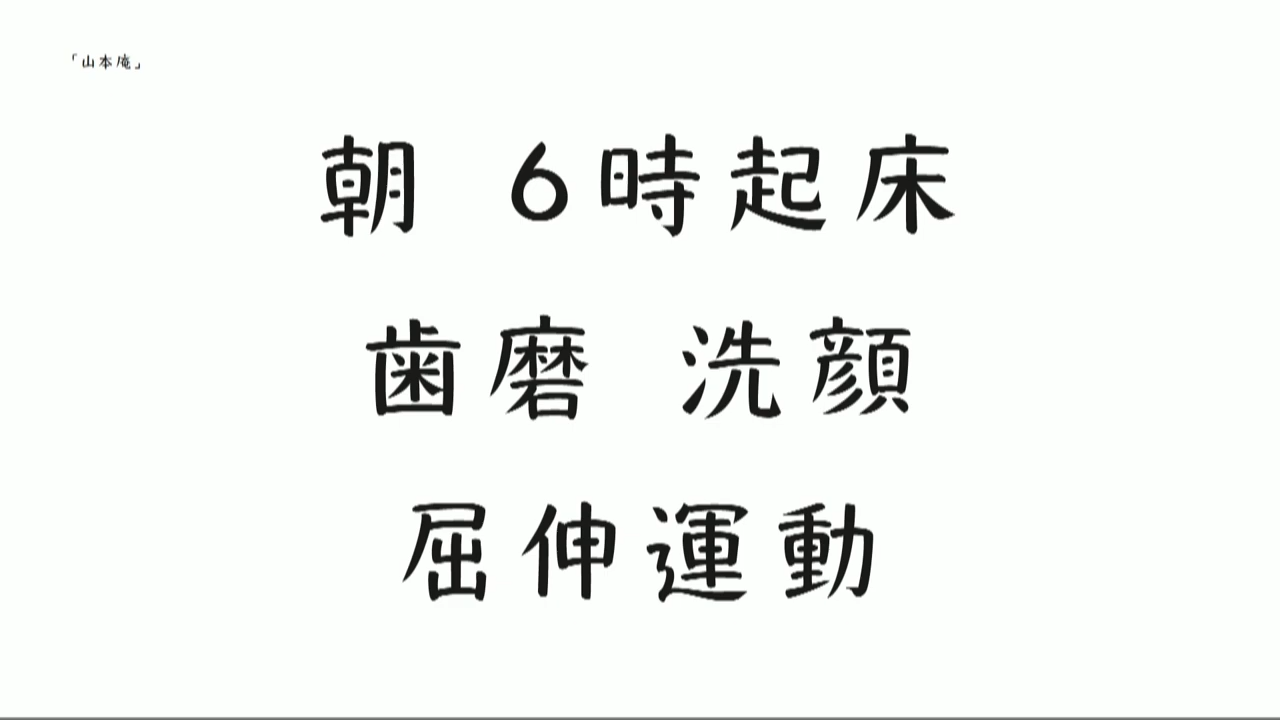 「山本庵」
朝 6時起床
歯磨 洗顔
屈伸運動